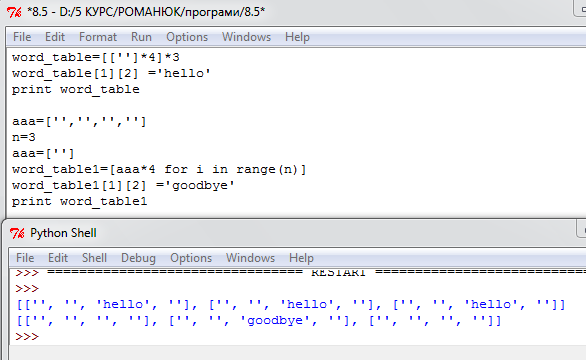 *8.5 - D:/5 КУРС/РОМАНЮК/програми/8.5*
File Edit Format Run Options Windows Help
word_table=[['']*4]*3
word_table[1][2] ='hello'
print word_table
aaa=['','','','']
n=3
aaa=['']
word_table1=[aaa*4 for i in range(n)]
word_table1[1][2] ='goodbye'
print word_table1
Python Shell
File Edit Shell Debug Options Windows Help
>>> ================================ RESTART ================================
>>>
[['', '', 'hello', ''], ['', '', 'hello', ''], ['', '', 'hello', '']]
[['', '', '', ''], ['', '', 'goodbye', ''], ['', '', '', '']]
>>>